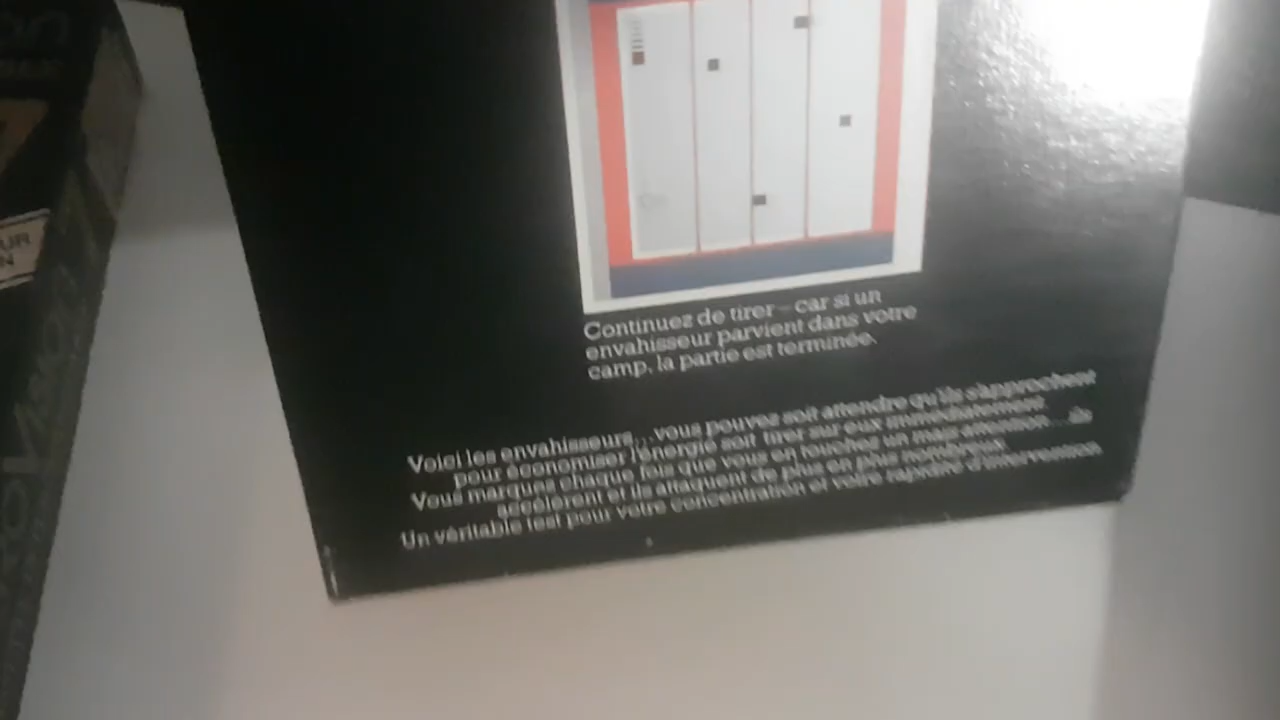 UR
N
Continuez de tirer – car si un
envahisseur parvient dans votre
camp, la partie est terminée.
Voici les envahisseurs... vous pouvez soit attendre qu'ils s'approchent
pour économiser l'énergie soit tirer sur eux immédiatement.
Vous marquez chaque fois que vous en touchez un mais attention... ils
accélèrent et ils attaquent de plus en plus nombreux.
Un véritable test pour votre concentration et votre rapidité d'intervention